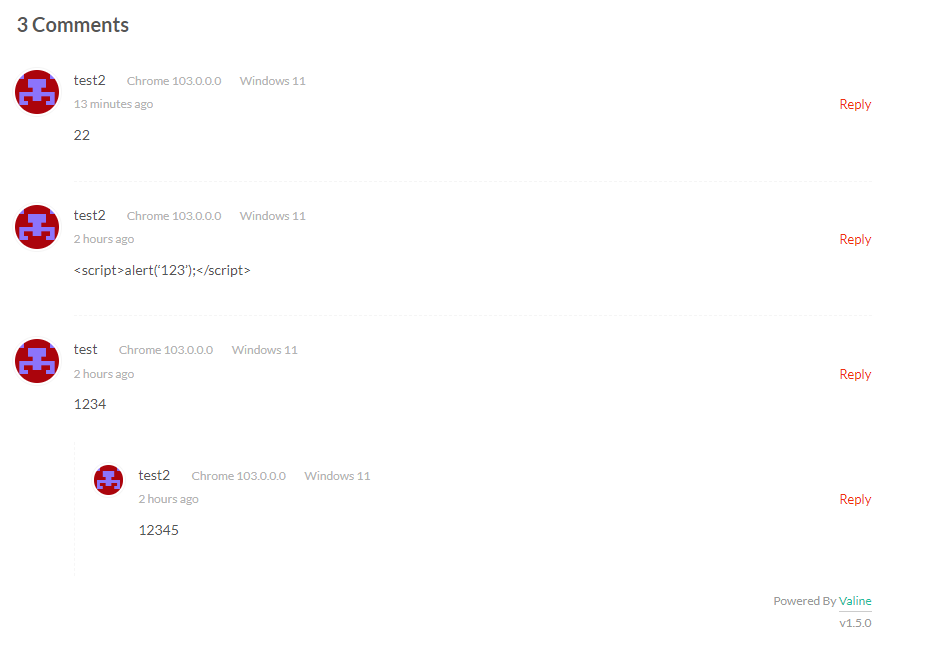 3 Comments
test2 Chrome 103.0.0.0 Windows 11
13 minutes ago Reply
22
test2 Chrome 103.0.0.0 Windows 11
2 hours ago Reply
<script>alert(‘123’);</script>
test Chrome 103.0.0.0 Windows 11
2 hours ago Reply
1234
test2 Chrome 103.0.0.0 Windows 11
2 hours ago Reply
12345
Powered By Valine
v1.5.0